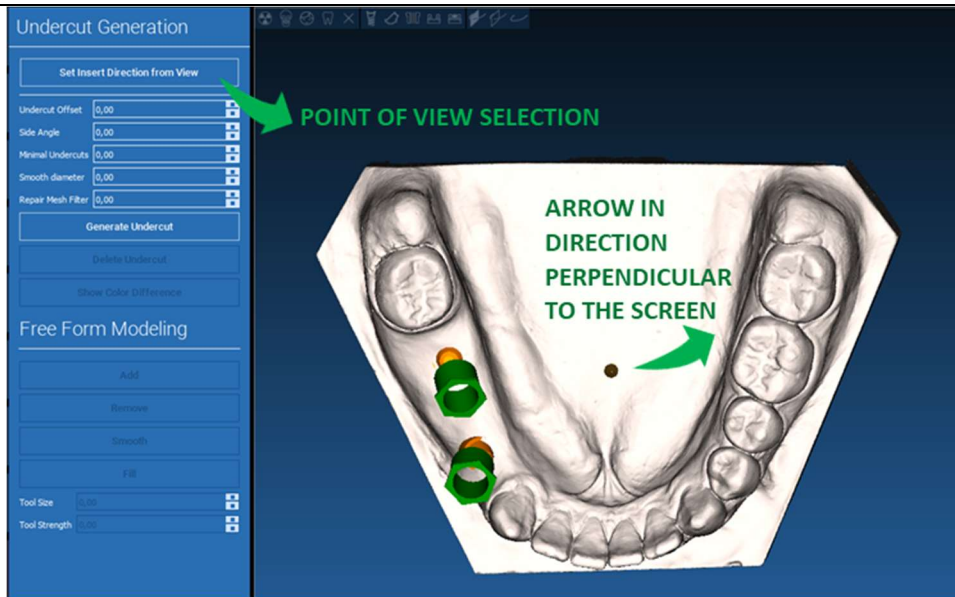 Undercut Generation
Set Insert Direction from View
POINT OF VIEW SELECTION
Undercut Offset 0,00
Side Angle 0,00
Minimal Undercuts 0,00
Smooth diameter 0,00
Repair Mesh Filter 0,00
Generate Undercut
Delete Undercut
Show Color Difference
ARROW IN
DIRECTION
PERPENDICULAR
TO THE SCREEN
Free Form Modeling
Add
Remove
Smooth
Fill
Tool Size 0,00
Tool Strength 0,00